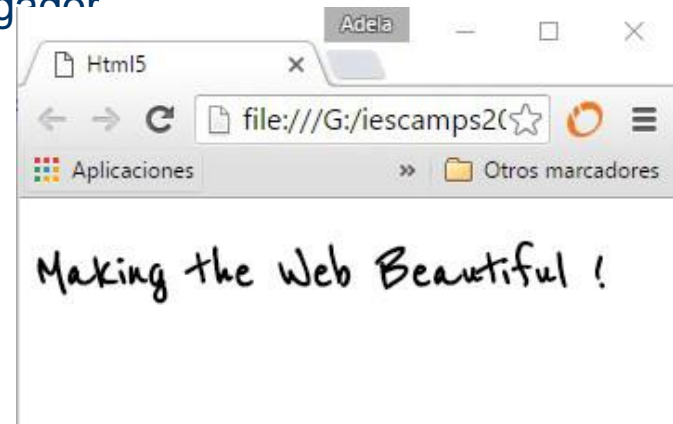 Adela
Html5
file:///G:/iescamps2(
Aplicaciones » Otros marcadores
Making the Web Beautiful !